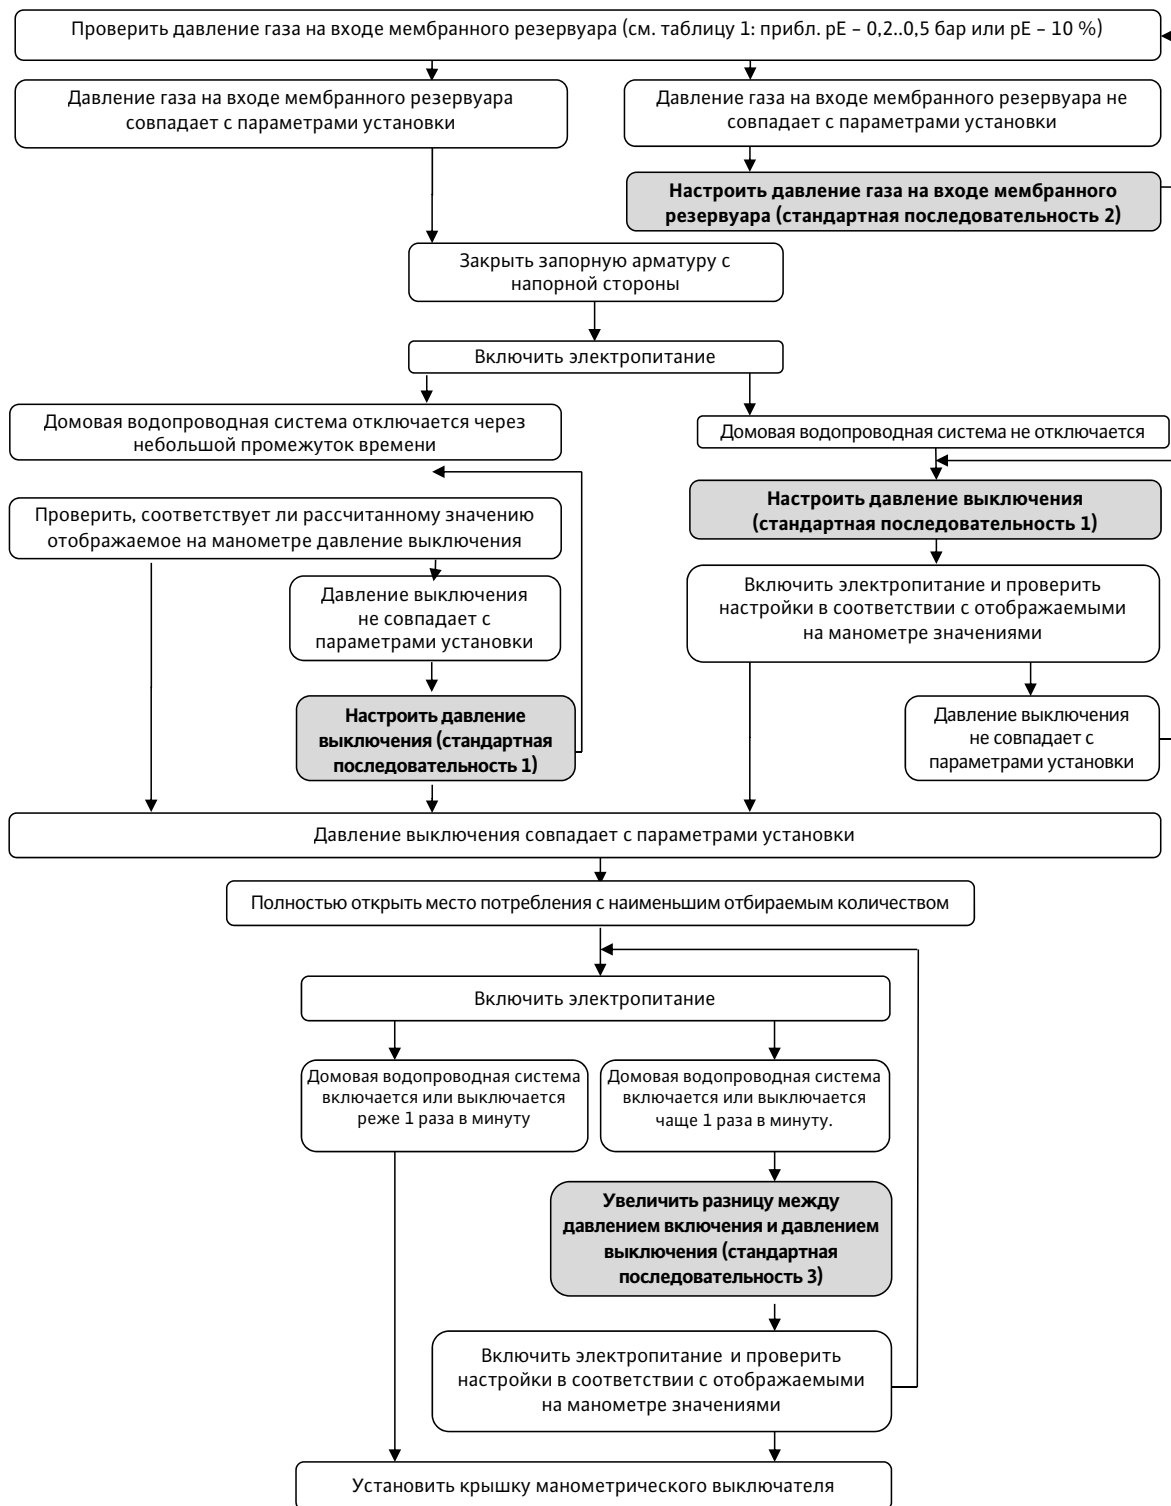 Проверить давление газа на входе мембранного резервуара (см. таблицу 1: прибл. pE – 0,2..0,5 бар или pE – 10 %)
Давление газа на входе мембранного резервуара
совпадает с параметрами установки
Давление газа на входе мембранного резервуара не
совпадает с параметрами установки
Настроить давление газа на входе мембранного
резервуара (стандартная последовательность 2)
Закрыть запорную арматуру с
напорной стороны
Включить электропитание
Домовая водопроводная система отключается через
небольшой промежуток времени
Домовая водопроводная система не отключается
Проверить, соответствует ли рассчитанному значению
отображаемое на манометре давление выключения
Настроить давление выключения
(стандартная последовательность 1)
Давление выключения
не совпадает с
параметрами установки
Включить электропитание и проверить
настройки в соответствии с отображаемыми
на манометре значениями
Настроить давление
выключения (стандартная
последовательность 1)
Давление выключения
не совпадает с
параметрами установки
Давление выключения совпадает с параметрами установки
Полностью открыть место потребления с наименьшим отбираемым количеством
Включить электропитание
Домовая водопроводная система
включается или выключается
реже 1 раза в минуту
Домовая водопроводная система
включается или выключается
чаще 1 раза в минуту.
Увеличить разницу между
давлением включения и давлением
выключения (стандартная
последовательность 3)
Включить электропитание и проверить
настройки в соответствии с отображаемыми
на манометре значениями
Установить крышку манометрического выключателя